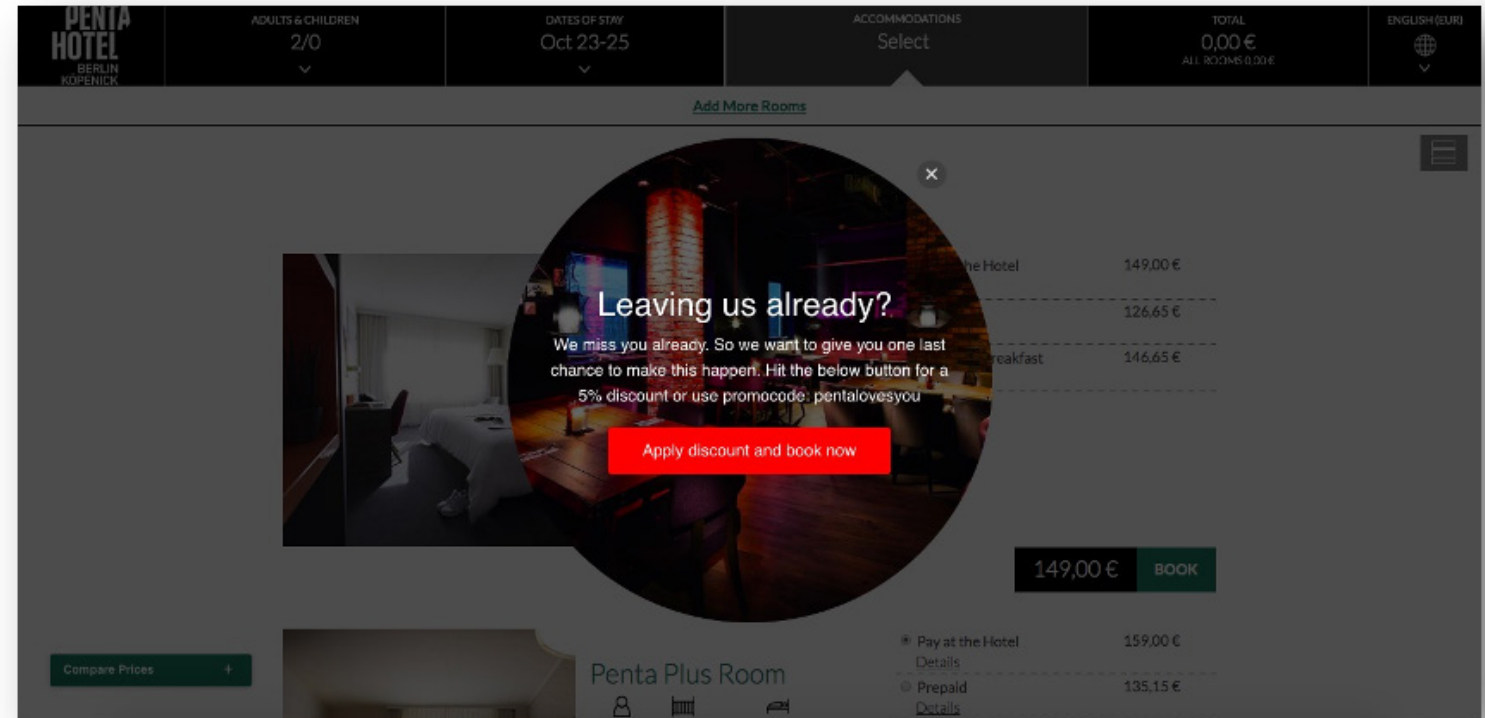 PENTA
HOTEL
BERLIN
KÖPENICK
ADULTS & CHILDREN
2/0
DATES OF STAY
Oct 23-25
ACCOMMODATIONS
Select
TOTAL
0,00 €
ALL ROOMS 0,00 €
ENGLISH (EUR)
Add More Rooms
he Hotel 149,00 €
126,65 €
reakfast 146,65 €
Leaving us already?
We miss you already. So we want to give you one last
chance to make this happen. Hit the below button for a
5% discount or use promocode: pentalovesyou
Apply discount and book now
149,00 € BOOK
Compare Prices +
Penta Plus Room
Pay at the Hotel 159,00 €
Details
Prepaid 135,15 €
Details